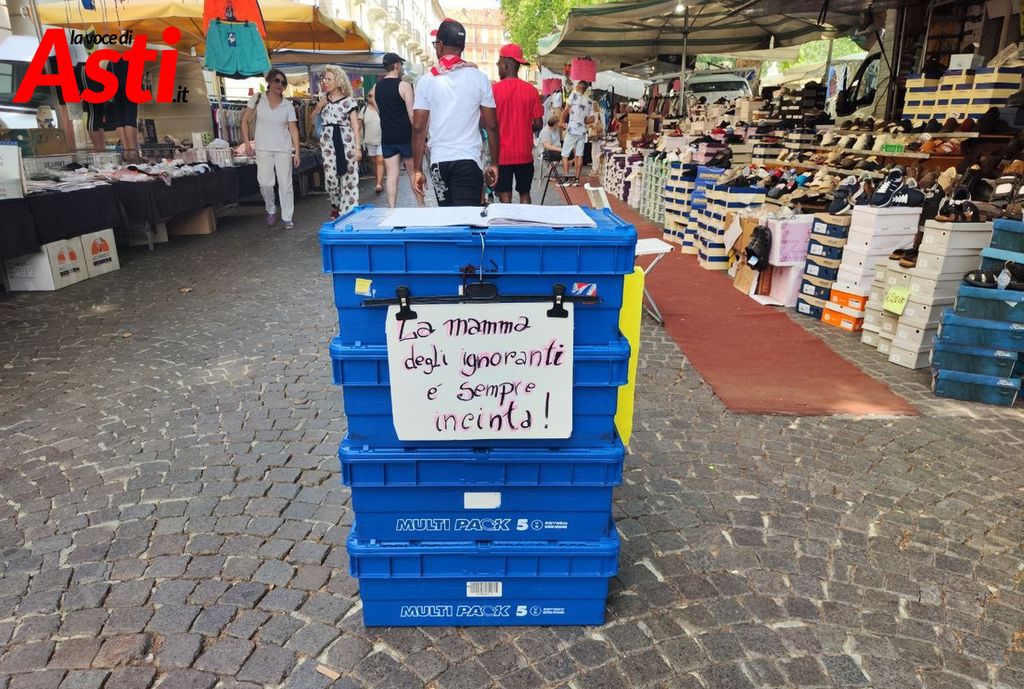 la voce di
Asti.it
La mamma
degli ignoranti
é sempre
incinta!
MULTI PACK 5
MULTI PACK 5